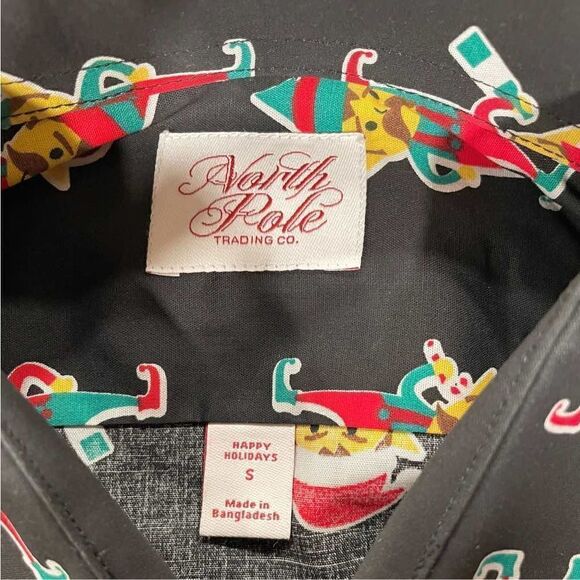 North
Pole
TRADING CO.
HAPPY
HOLIDAYS
S
Made in
Bangladesh